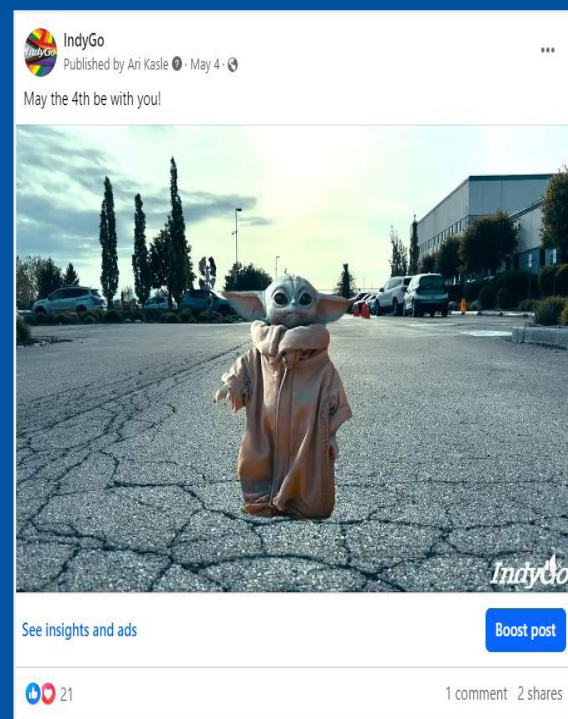 IndyGo
IndyGo
Published by Ari Kasle · May 4 ·
May the 4th be with you!
IndyGo
See insights and ads
Boost post
21
1 comment 2 shares